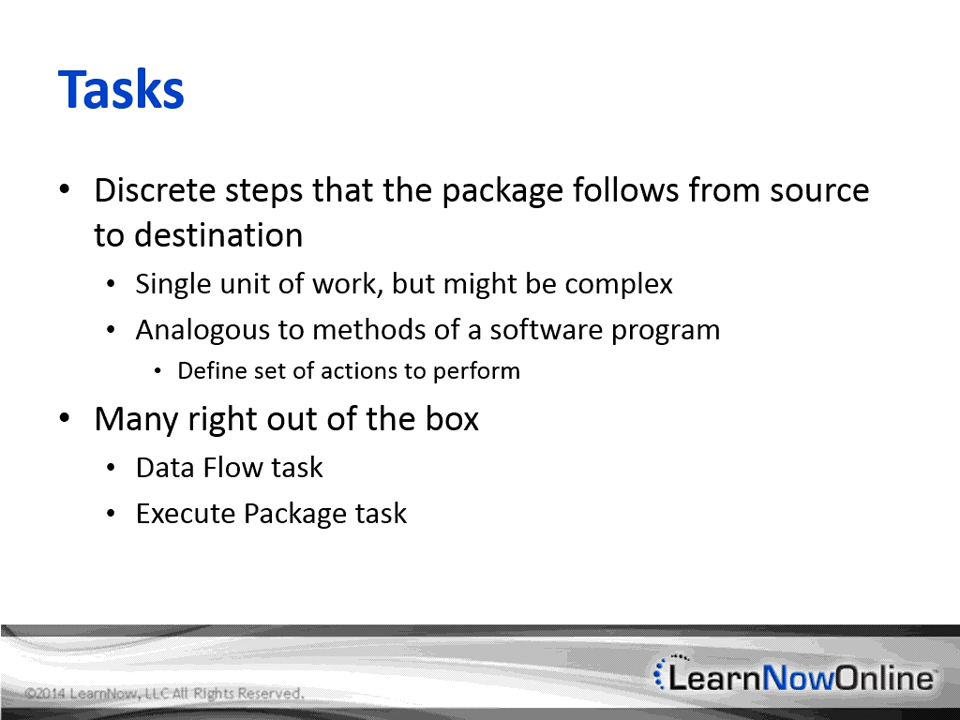 Tasks
• Discrete steps that the package follows from source
to destination
• Single unit of work, but might be complex
• Analogous to methods of a software program
• Define set of actions to perform
• Many right out of the box
• Data Flow task
• Execute Package task
©2014 LearnNow, LLC All Rights Reserved.
LearnNowOnline